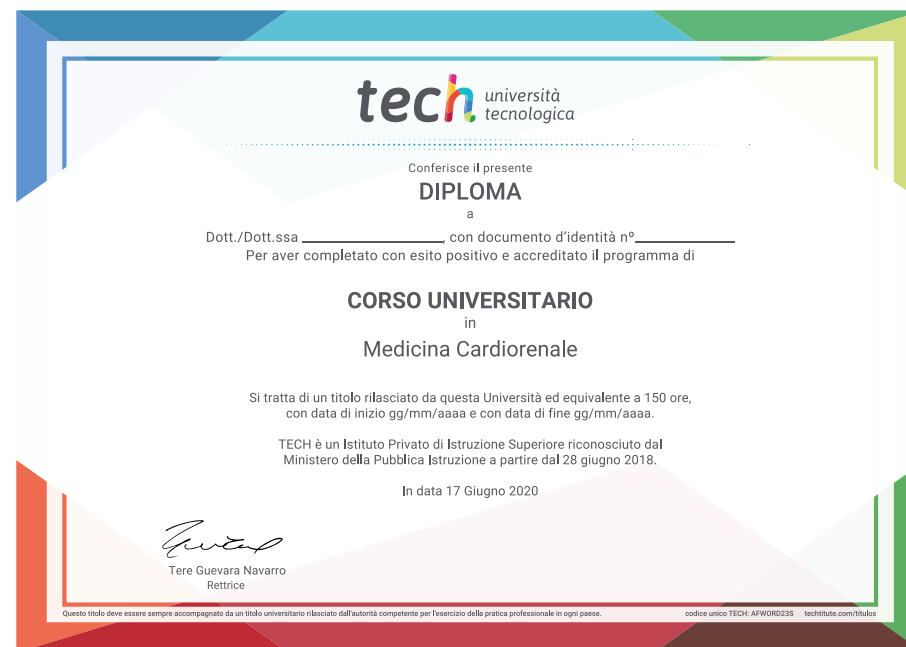 tech università
tecnologica
Conferisce il presente
DIPLOMA
a
Dott./Dott.ssa ____________________, con documento d'identità nº______________
Per aver completato con esito positivo e accreditato il programma di
CORSO UNIVERSITARIO
in
Medicina Cardiorenale
Si tratta di un titolo rilasciato da questa Università ed equivalente a 150 ore,
con data di inizio gg/mm/aaaa e con data di fine gg/mm/aaaa.
TECH è un Istituto Privato di Istruzione Superiore riconosciuto dal
Ministero della Pubblica Istruzione a partire dal 28 giugno 2018.
In data 17 Giugno 2020
Tere Guevara Navarro
Rettrice
Questo titolo deve essere sempre accompagnato da un titolo universitario rilasciato dall'autorità competente per l'esercizio della pratica professionale in ogni paese. codice unico TECH: AFWORD23S techtitute.com/títulos